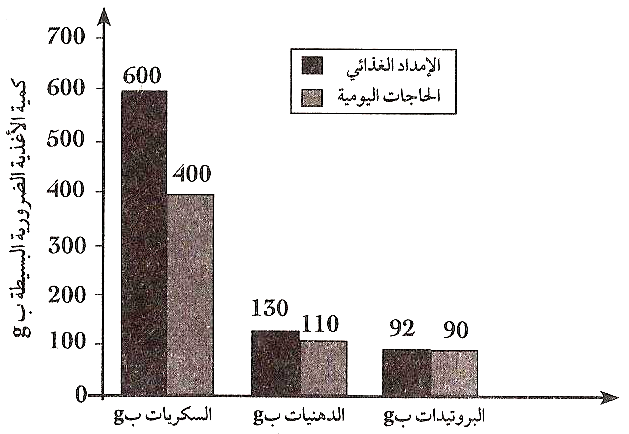 كمية الأغذية الضرورية البسيطة ب g
700
600
500
400
300
200
100
0
الإمداد الغذائي
الحاجات اليومية
600
400
130
110
92
90
السكريات ب g
الدهنيات ب g
البروتيدات ب g